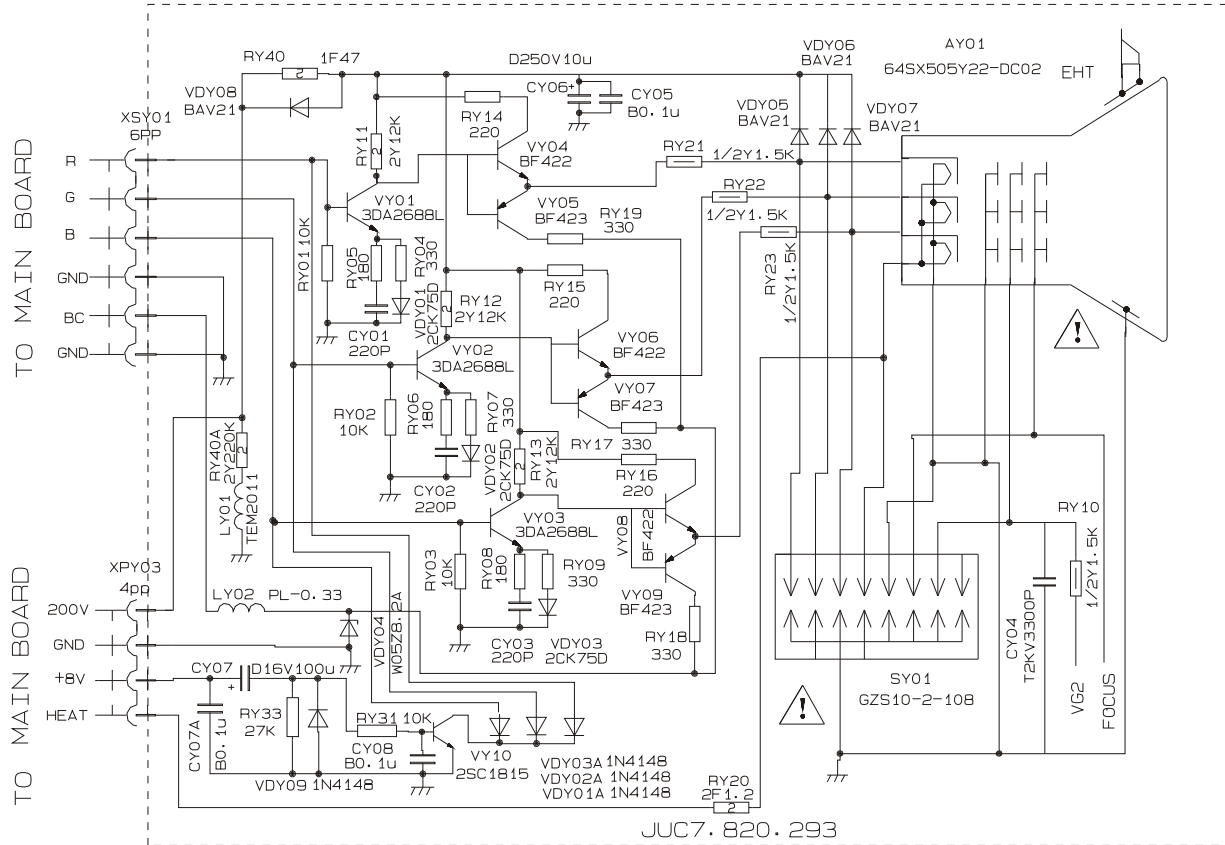 RY40 1F47
D250V10u
VDY06
BAV21
AY01
64SX505Y22-DC02
EHT
VDY08
BAV21
CY06+
CY05
B0.1u
VDY05
BAV21
VDY07
BAV21
XSY01
6PP
RY14
220
RY11
2Y12K
VY04
BF422
RY21
1/2Y1.5K
TO MAIN BOARD
R
G
B
GND
BC
GND
RY22
1/2Y1.5K
VY01
3DA2688L
VY05
BF423
RY19
330
RY23
1/2Y1.5K
RY01 10K
RY05
180
RY04
330
RY15
220
CY01
220P
VDY01
2CK75D
RY12
2Y12K
VY06
BF422
VY02
3DA2688L
VY07
BF423
RY02
10K
RY06
180
RY07
330
RY17 330
RY40A
2Y220K
VDY02
2CK75D
RY13
2Y12K
RY16
220
CY02
220P
LY01
TEM2011
VY03
3DA2688L
VY08
BF422
RY10
1/2Y1.5K
RY03
10K
RY08
180
RY09
330
VY09
BF423
XPY03
4pp
LY02 PL-0.33
TO MAIN BOARD
200V
GND
+8V
HEAT
VDY04
W05Z8.2A
CY03
220P
VDY03
2CK75D
RY18
330
CY04
T2KV3300P
VG2
FOCUS
SY01
GZS10-2-108
CY07
D16V100u
+
CY07A
B0.1u
RY33
27K
RY31 10K
CY08
B0.1u
VY10
2SC1815
VDY09 1N4148
VDY03A 1N4148
VDY02A 1N4148
VDY01A 1N4148
RY20
2F1.2
JUC7.820.293